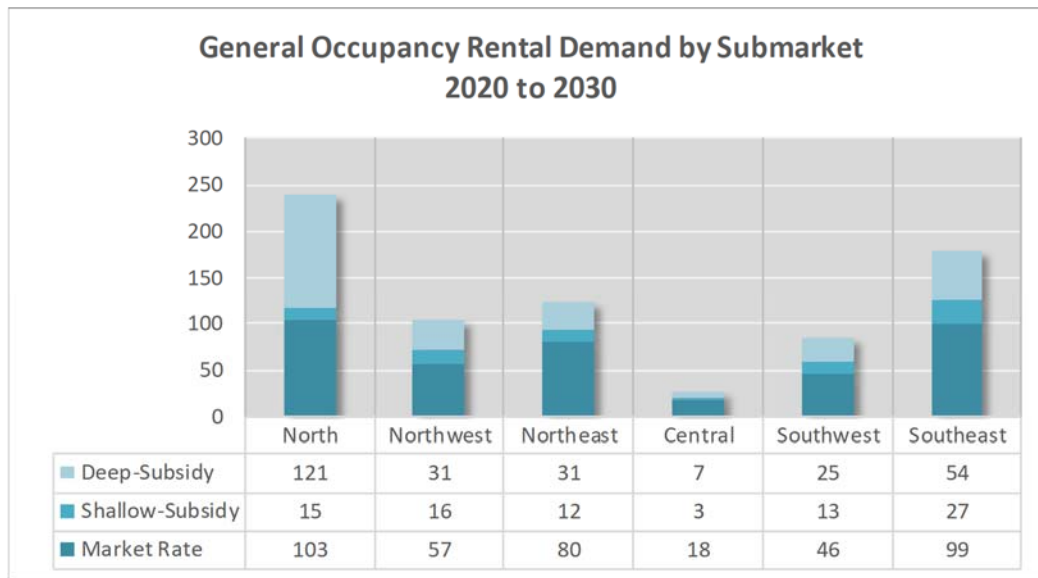 General Occupancy Rental Demand by Submarket
2020 to 2030
300
250
200
150
100
50
0
North Northwest Northeast Central Southwest Southeast
Deep-Subsidy 121 31 31 7 25 54
Shallow-Subsidy 15 16 12 3 13 27
Market Rate 103 57 80 18 46 99